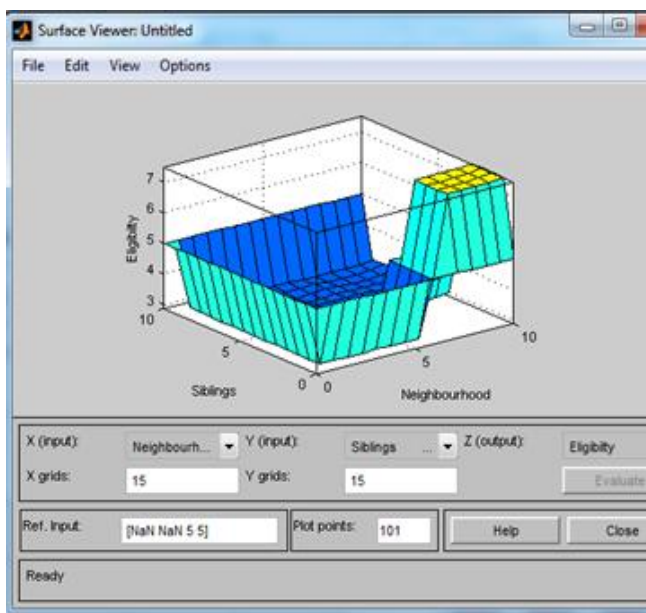 Surface Viewer: Untitled
File Edit View Options
7
6
5
4
3
Eligibilty
10
5
0
Siblings
0
5
10
Neighbourhood
X (input): Neighbourh... Y (input): Siblings ... Z (output): Eligibilty
X grids: 15 Y grids: 15 Evaluate
Ref. Input: [NaN NaN 5 5] Plot points: 101 Help Close
Ready